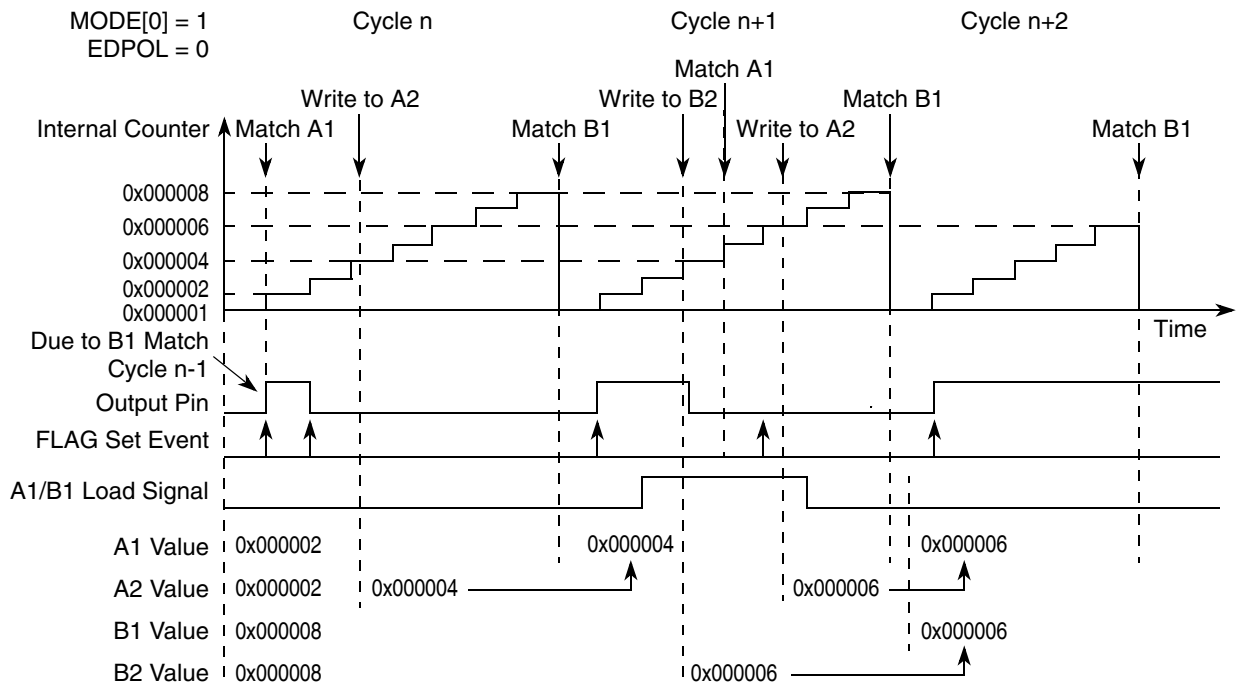 MODE[0] = 1 Cycle n Cycle n+1 Cycle n+2
EDPOL = 0
Match A1
Write to A2 Write to B2 Match B1
Internal Counter Match A1 Match B1 Write to A2 Match B1
0x000008
0x000006
0x000004
0x000002
0x000001
Time
Due to B1 Match
Cycle n-1
Output Pin
FLAG Set Event
A1/B1 Load Signal
A1 Value 0x000002 0x000004 0x000006
A2 Value 0x000002 0x000004 0x000006
B1 Value 0x000008 0x000006
B2 Value 0x000008 0x000006